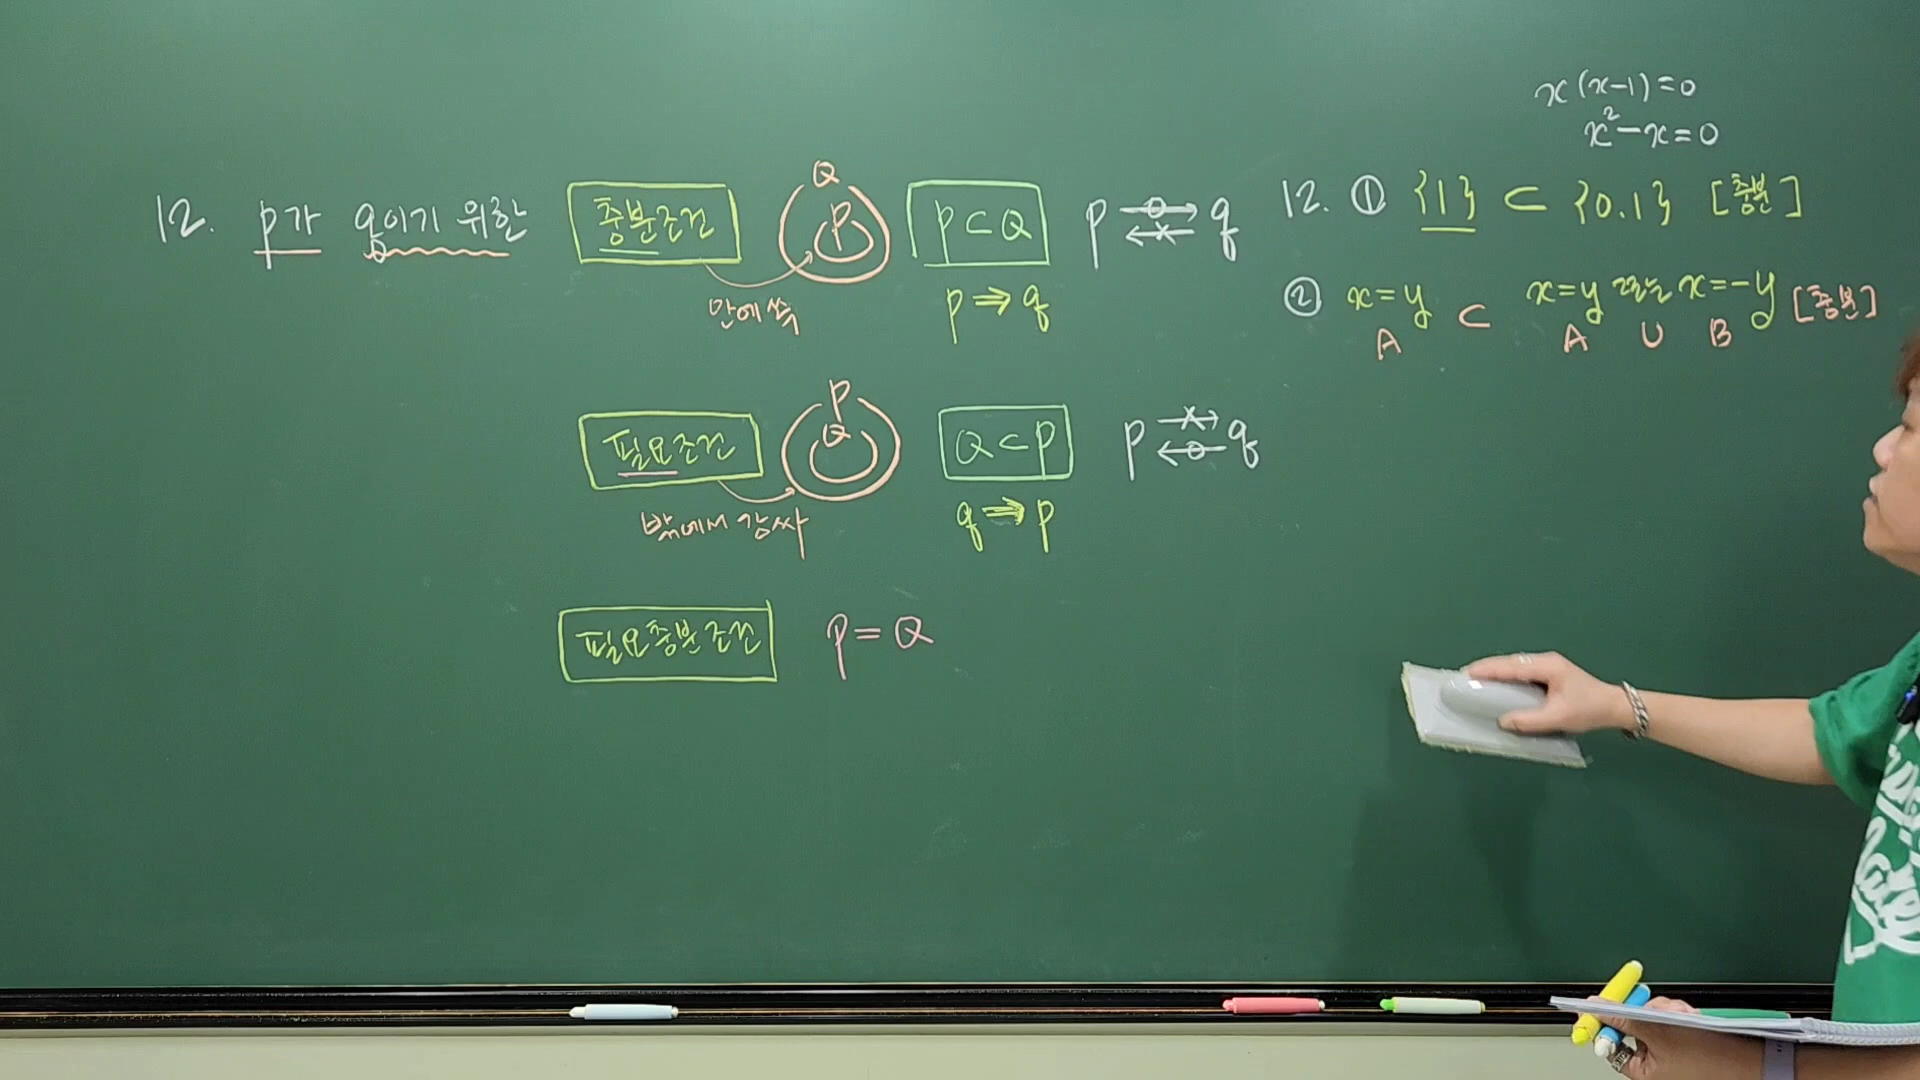 12. p가 q이기 위한 충분조건 Q P P⊂Q p ⇄ q
안에 쏙 p ⇒ q
필요조건 P Q Q⊂P p ⇄ q
밖에서 감싸 q ⇒ p
필요충분조건 P = Q
x(x-1)=0
x²-x=0
12. ① {1} ⊂ {0.1} [충분]
② x=y ⊂ x=y 또는 x=-y [충분]
A A ∪ B